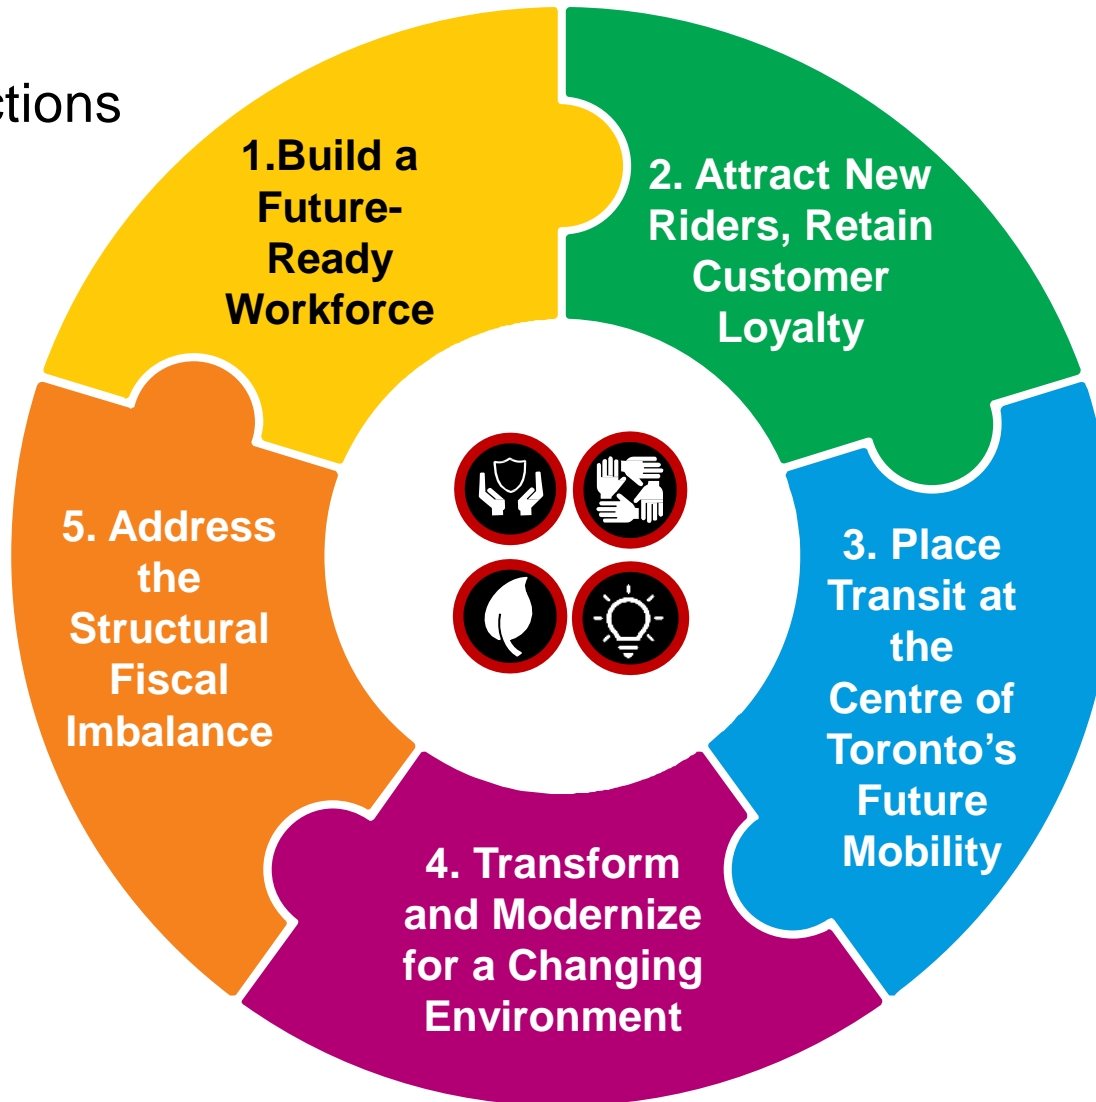 ctions
1.Build a
Future-
Ready
Workforce
2. Attract New
Riders, Retain
Customer
Loyalty
3. Place
Transit at
the
Centre of
Toronto’s
Future
Mobility
4. Transform
and Modernize
for a Changing
Environment
5. Address
the
Structural
Fiscal
Imbalance